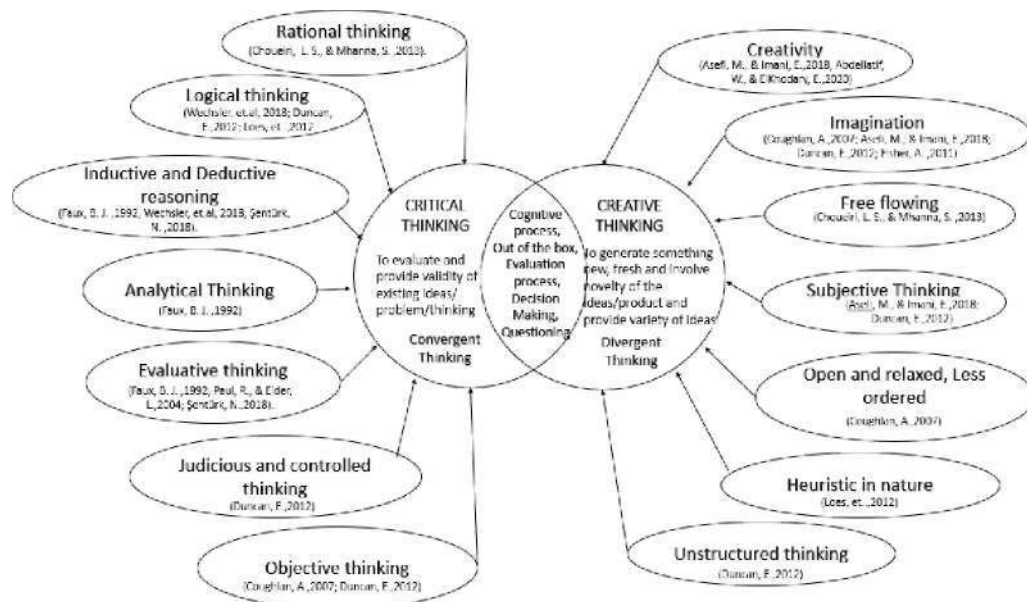 Rational thinking
(Choueiri, L. S., & Mhanna, S. ,2013).
Logical thinking
(Wechsler, et.al, 2018; Duncan,
E.,2012; Loes, et. ,2012
Inductive and Deductive
reasoning
(Faux, B. J. ,1992, Wechsler, et.al, 2018, Şentürk,
N. ,2018).
Analytical Thinking
(Faux, B. J. ,1992)
Evaluative thinking
(Faux, B. J. ,1992, Paul, R., & Elder,
L.,2004; Şentürk, N.,2018).
Judicious and controlled
thinking
(Duncan, E.,2012)
Objective thinking
(Coughlan, A.,2007; Duncan, E.,2012)
CRITICAL
THINKING
To evaluate and
provide validity of
existing ideas/
problem/thinking
Convergent
Thinking
Cognitive
process,
Out of the box,
Evaluation
process,
Decision
Making,
Questioning
CREATIVE
THINKING
To generate something
new, fresh and involve
novelty of the
ideas/product and
provide variety of ideas
Divergent
Thinking
Creativity
(Asefi, M., & Imani, E.,2018, Abdellatif,
W., & ElKhodary, E.,2020)
Imagination
(Coughlan, A.,2007; Asefi, M., & Imani, E.,2018;
Duncan, E.,2012; Fisher, A. ,2011)
Free flowing
(Choueiri, L. S., & Mhanna, S. ,2013)
Subjective Thinking
(Asefi, M., & Imani, E.,2018;
Duncan, E.,2012)
Open and relaxed, Less
ordered
(Coughlan, A.,2007)
Heuristic in nature
(Loes, et. ,2012)
Unstructured thinking
(Duncan, E.,2012)